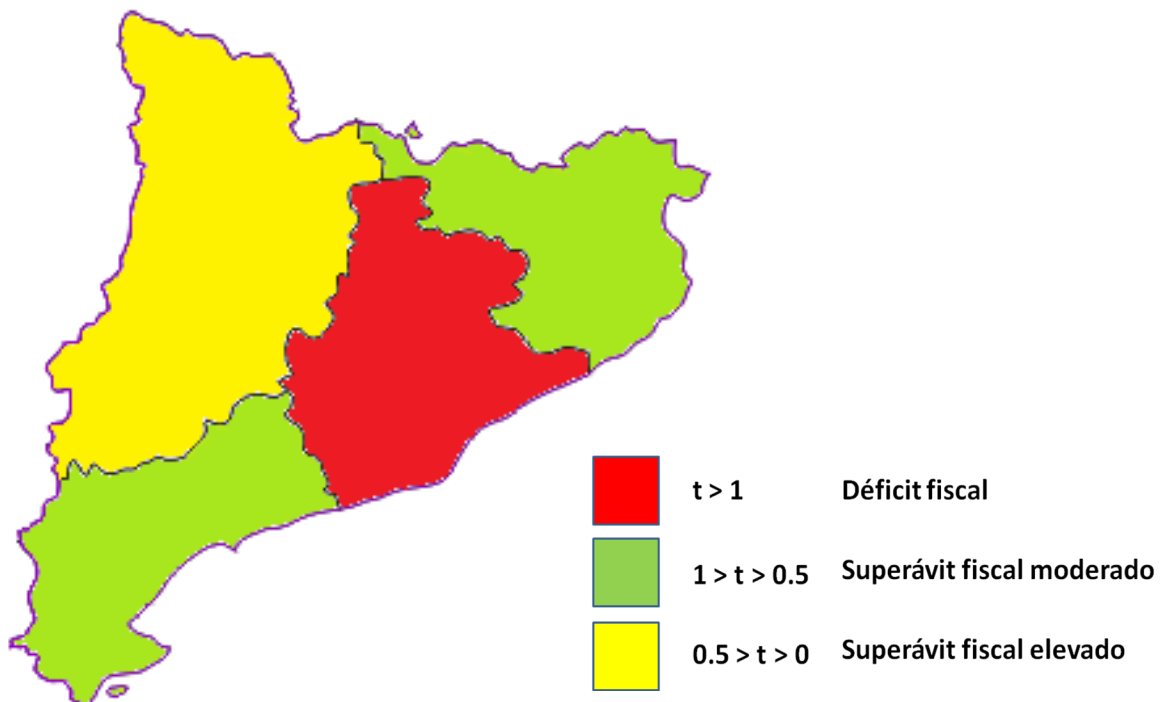 t > 1 Déficit fiscal
1 > t > 0.5 Superávit fiscal moderado
0.5 > t > 0 Superávit fiscal elevado